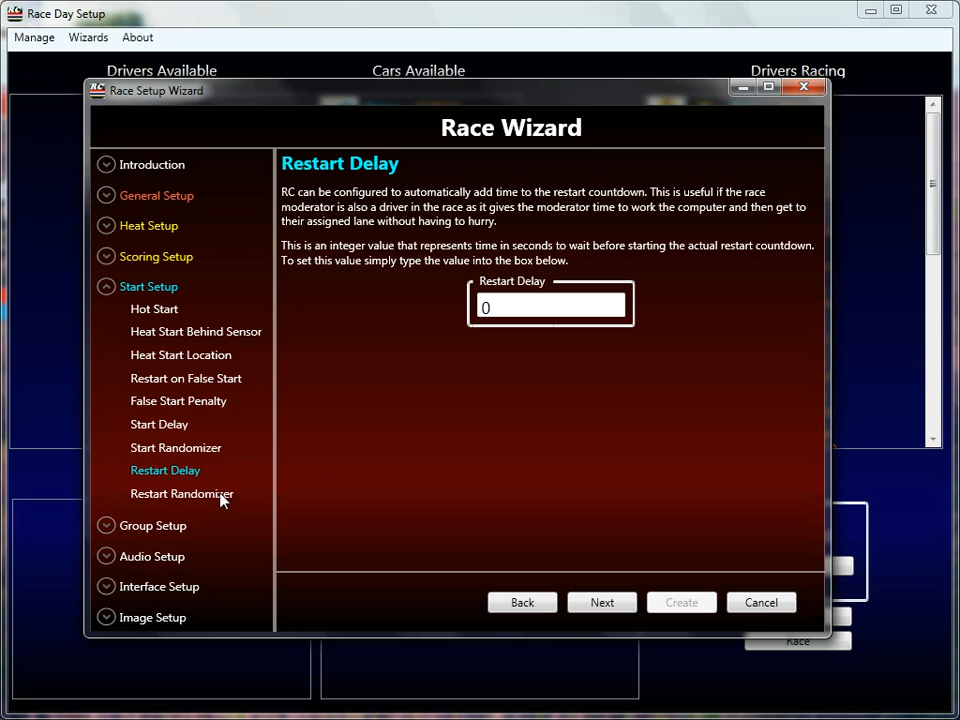 RC Race Day Setup
Manage Wizards About
Drivers Available Cars Available Drivers Racing
RC Race Setup Wizard
Race Wizard
Introduction
General Setup
Heat Setup
Scoring Setup
Start Setup
Hot Start
Heat Start Behind Sensor
Heat Start Location
Restart on False Start
False Start Penalty
Start Delay
Start Randomizer
Restart Delay
Restart Randomizer
Group Setup
Audio Setup
Interface Setup
Image Setup
Restart Delay
RC can be configured to automatically add time to the restart countdown. This is useful if the race
moderator is also a driver in the race as it gives the moderator time to work the computer and then get to
their assigned lane without having to hurry.
This is an integer value that represents time in seconds to wait before starting the actual restart countdown.
To set this value simply type the value into the box below.
Restart Delay
0
Back Next Create Cancel
Race